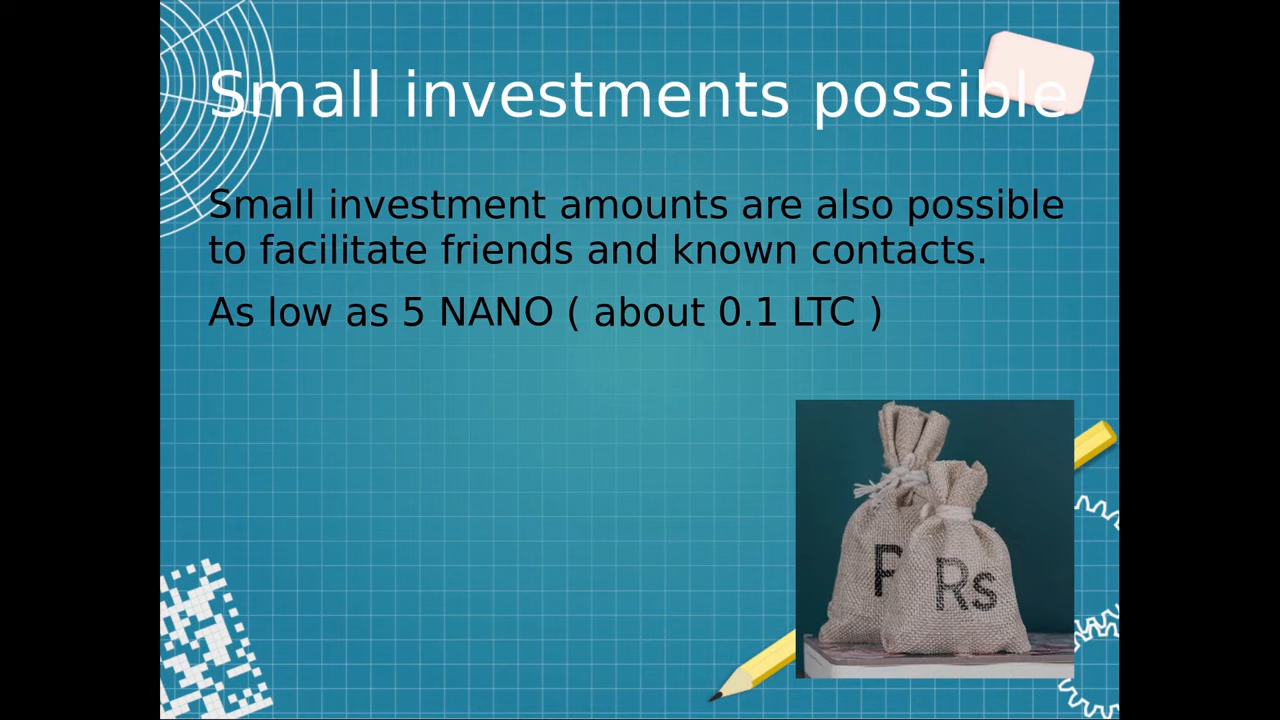 Small investments possible
Small investment amounts are also possible
to facilitate friends and known contacts.
As low as 5 NANO ( about 0.1 LTC )
Rs